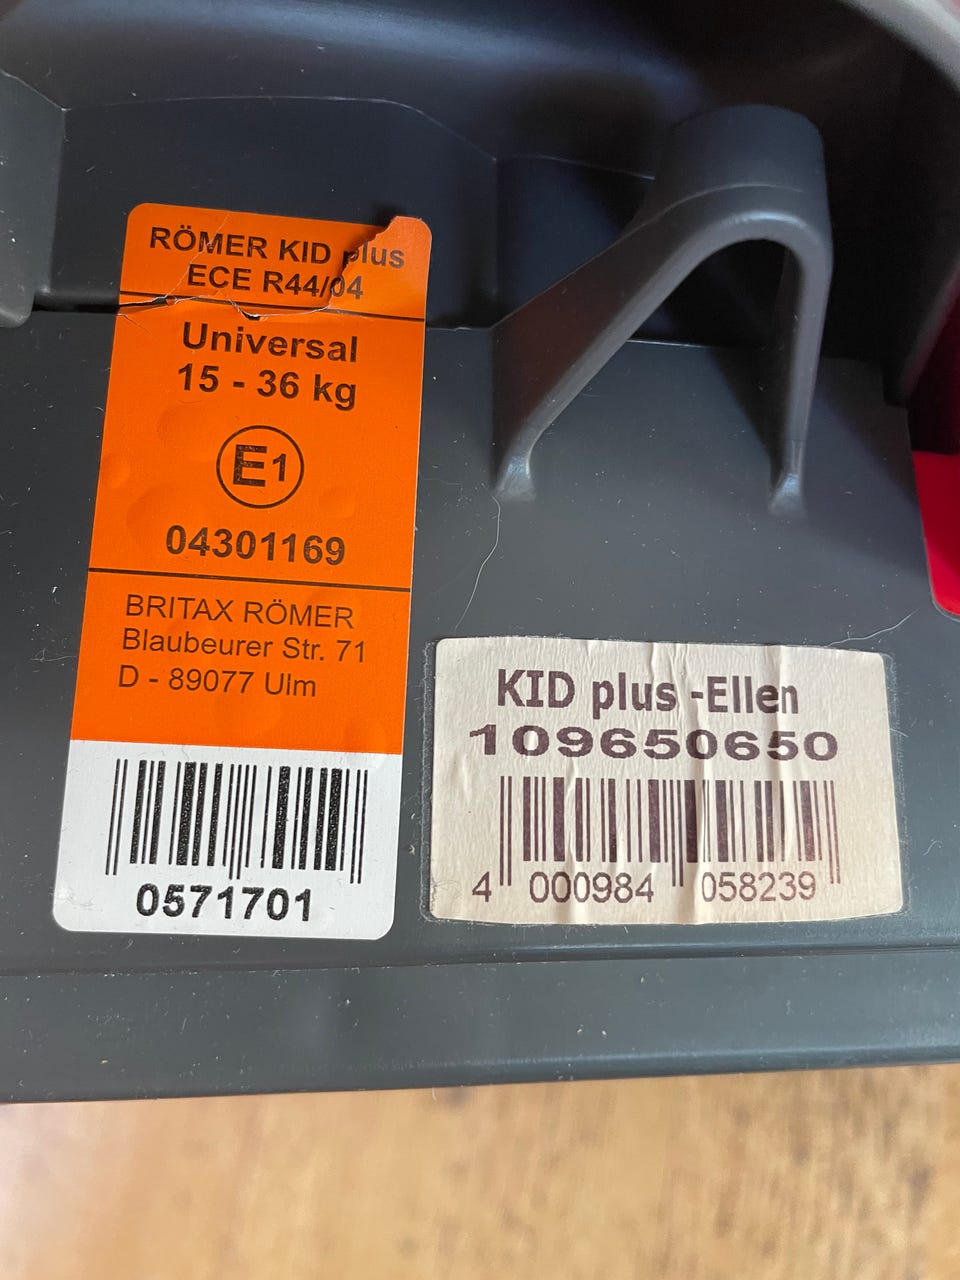 RÖMER KID plus
ECE R44/04
Universal
15 - 36 kg
E1
04301169
BRITAX RÖMER
Blaubeurer Str. 71
D - 89077 Ulm
0571701
KID plus -Ellen
109650650
4 000984 058239